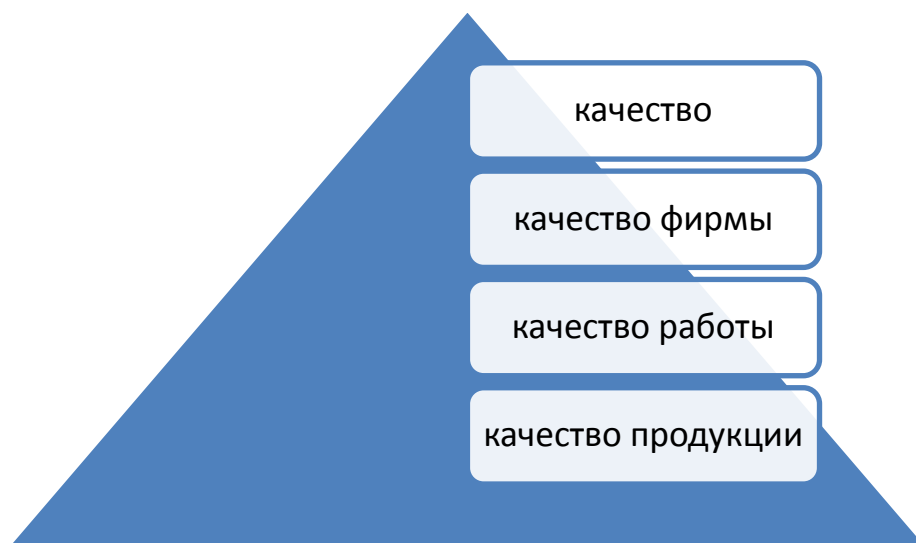 качество
качество фирмы
качество работы
качество продукции